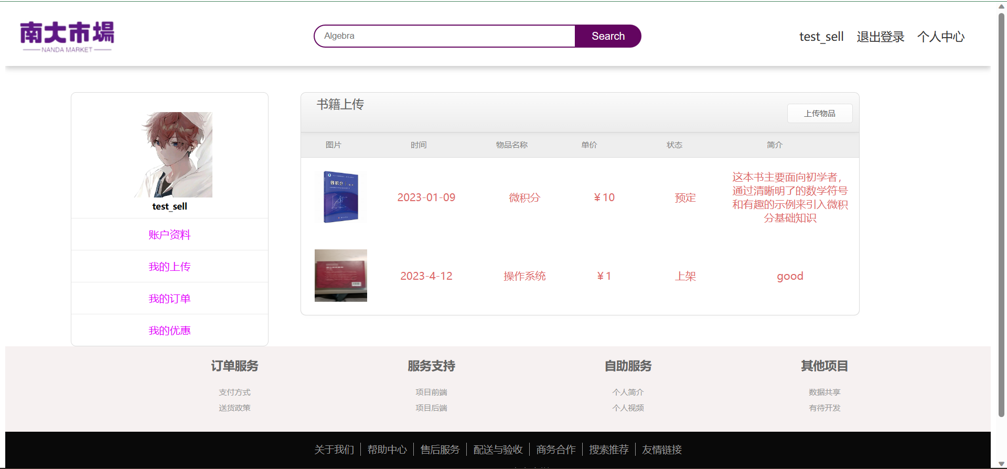 南大市場
NANDA MARKET
Algebra
Search
test_sell 退出登录 个人中心
test_sell
账户资料
我的上传
我的订单
我的优惠
书籍上传
上传物品
图片 时间 物品名称 单价 状态 简介
2023-01-09 微积分 ¥10 预定
这本书主要面向初学者，
通过清晰明了的数学符号
和有趣的示例来引入微积
分基础知识
2023-4-12 操作系统 ¥1 上架 good
订单服务 服务支持 自助服务 其他项目
支付方式 项目前端 个人简介 数据共享
送货政策 项目后端 个人视频 有待开发
关于我们 | 帮助中心 | 售后服务 | 配送与验收 | 商务合作 | 搜索推荐 | 友情链接